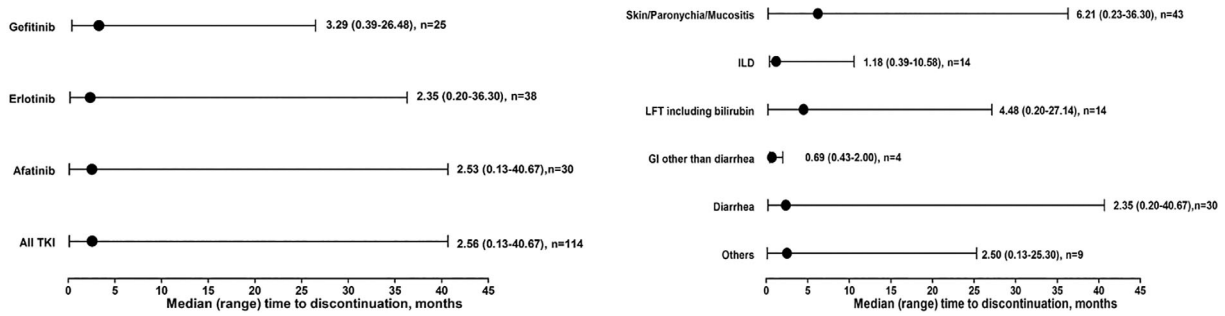 Gefitinib
3.29 (0.39-26.48), n=25
Erlotinib
2.35 (0.20-36.30), n=38
Afatinib
2.53 (0.13-40.67),n=30
All TKI
2.56 (0.13-40.67), n=114
0 5 10 15 20 25 30 35 40 45
Median (range) time to discontinuation, months
Skin/Paronychia/Mucositis
6.21 (0.23-36.30), n=43
ILD
1.18 (0.39-10.58), n=14
LFT including bilirubin
4.48 (0.20-27.14), n=14
GI other than diarrhea
0.69 (0.43-2.00), n=4
Diarrhea
2.35 (0.20-40.67),n=30
Others
2.50 (0.13-25.30), n=9
0 5 10 15 20 25 30 35 40 45
Median (range) time to discontinuation, months